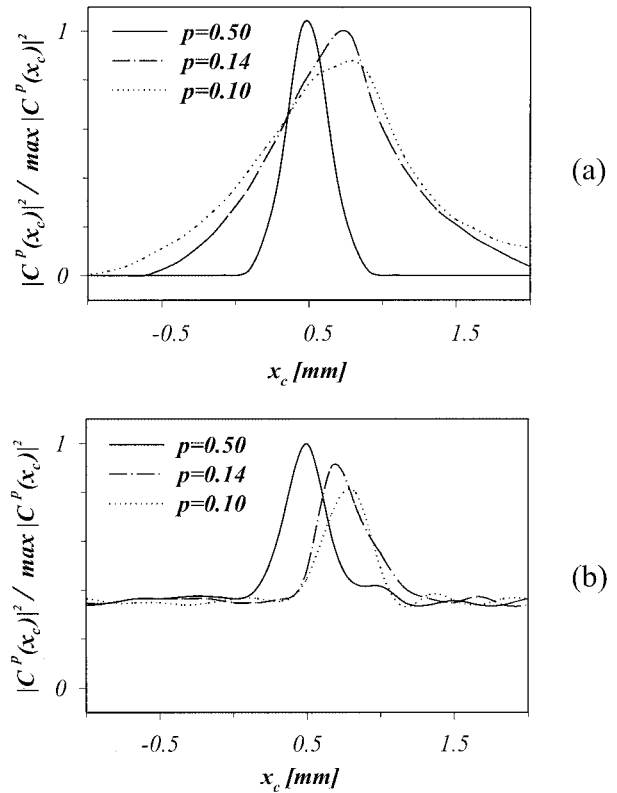 1
p=0.50
p=0.14
p=0.10
|C^p(x_c)|^2 / max |C^p(x_c)|^2
(a)
0
-0.5 0.5 1.5
x_c [mm]
1
p=0.50
p=0.14
p=0.10
|C^p(x_c)|^2 / max |C^p(x_c)|^2
(b)
0
-0.5 0.5 1.5
x_c [mm]